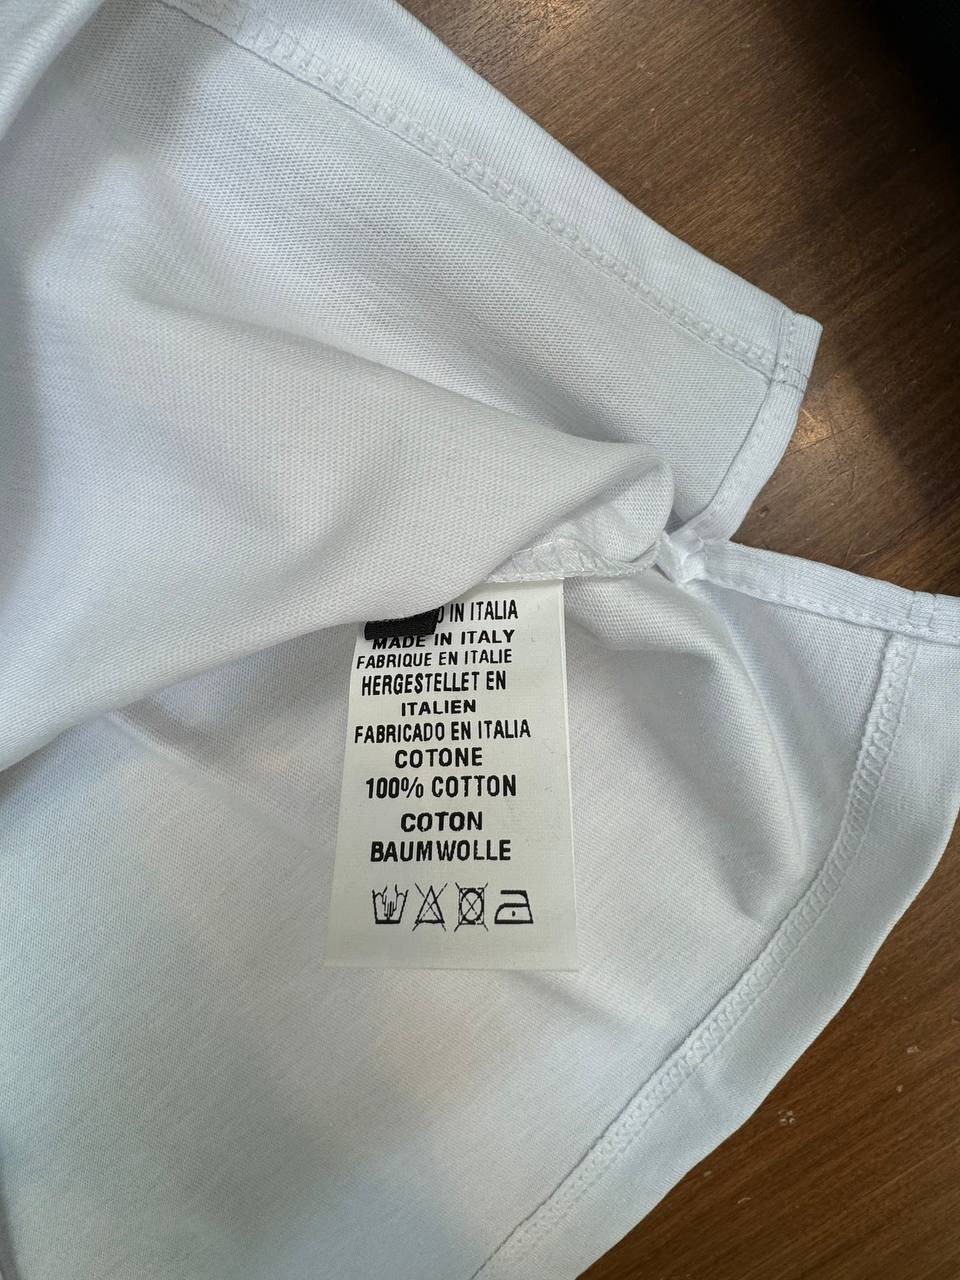 IN ITALIA
MADE IN ITALY
FABRIQUE EN ITALIE
HERGESTELLET EN
ITALIEN
FABRICADO EN ITALIA
COTONE
100% COTTON
COTON
BAUMWOLLE